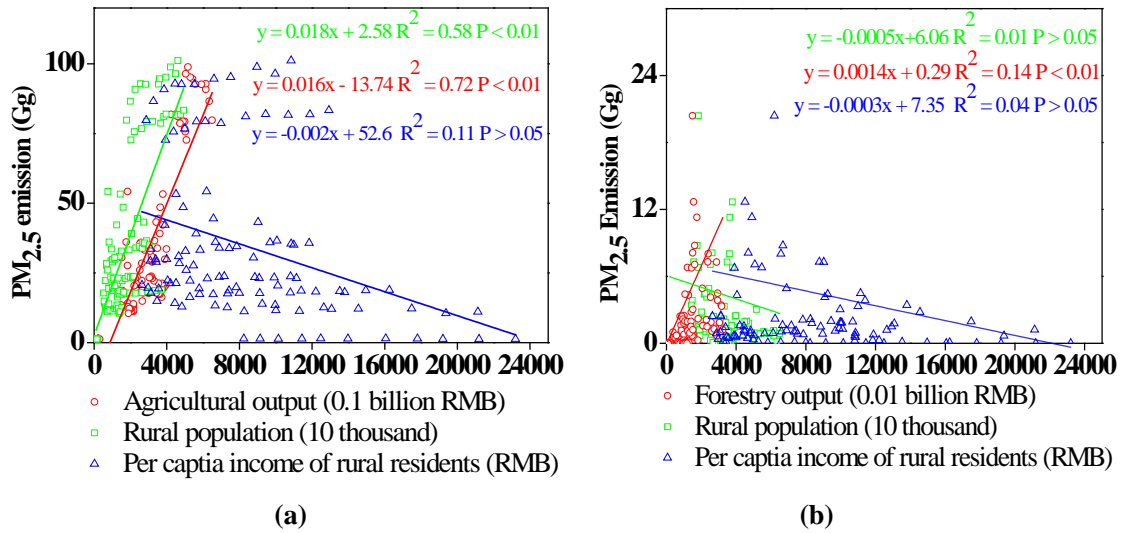 y = 0.018x + 2.58 R² = 0.58 P < 0.01
y = 0.016x - 13.74 R² = 0.72 P < 0.01
y = -0.002x + 52.6 R² = 0.11 P > 0.05
PM₂.₅ emission (Gg)
100
50
0
0 4000 8000 12000 16000 20000 24000
Agricultural output (0.1 billion RMB)
Rural population (10 thousand)
Per captia income of rural residents (RMB)
(a)
y = -0.0005x+6.06 R² = 0.01 P > 0.05
y = 0.0014x + 0.29 R² = 0.14 P < 0.01
y = -0.0003x + 7.35 R² = 0.04 P > 0.05
PM₂.₅ Emission (Gg)
24
12
0
0 4000 8000 12000 16000 20000 24000
Forestry output (0.01 billion RMB)
Rural population (10 thousand)
Per captia income of rural residents (RMB)
(b)